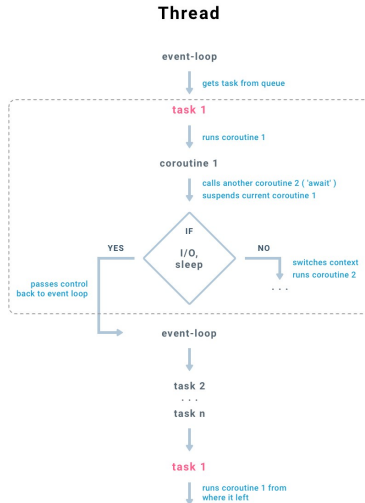 Thread
event-loop
gets task from queue
task 1
runs coroutine 1
coroutine 1
calls another coroutine 2 ( 'await' )
suspends current coroutine 1
IF
I/O,
sleep
YES
NO
passes control
back to event loop
switches context
runs coroutine 2
. . .
event-loop
task 2
. . .
task n
task 1
runs coroutine 1 from
where it left